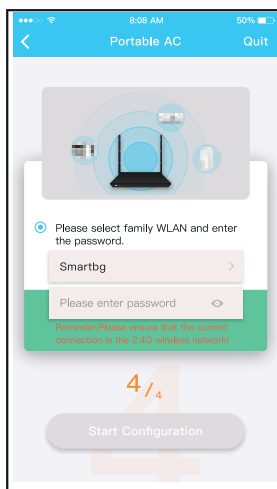 8:08 AM
50%
Portable AC
Quit
Please select family WLAN and enter
the password.
Smartbg
Please enter password
Reminder:Please ensure that the current
connection is the 2.4G wireless network!
4/4
4
Start Configuration